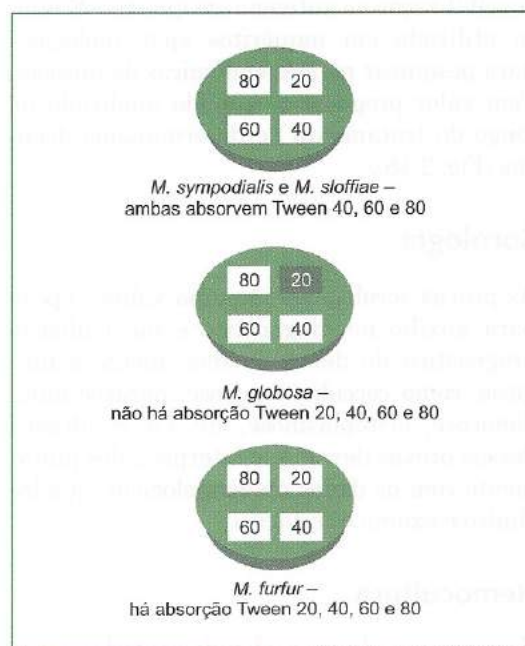 80 20
60 40
M. sympodialis e M. sloffiae –
ambas absorvem Tween 40, 60 e 80
80 20
60 40
M. globosa –
não há absorção Tween 20, 40, 60 e 80
80 20
60 40
M. furfur –
há absorção Tween 20, 40, 60 e 80